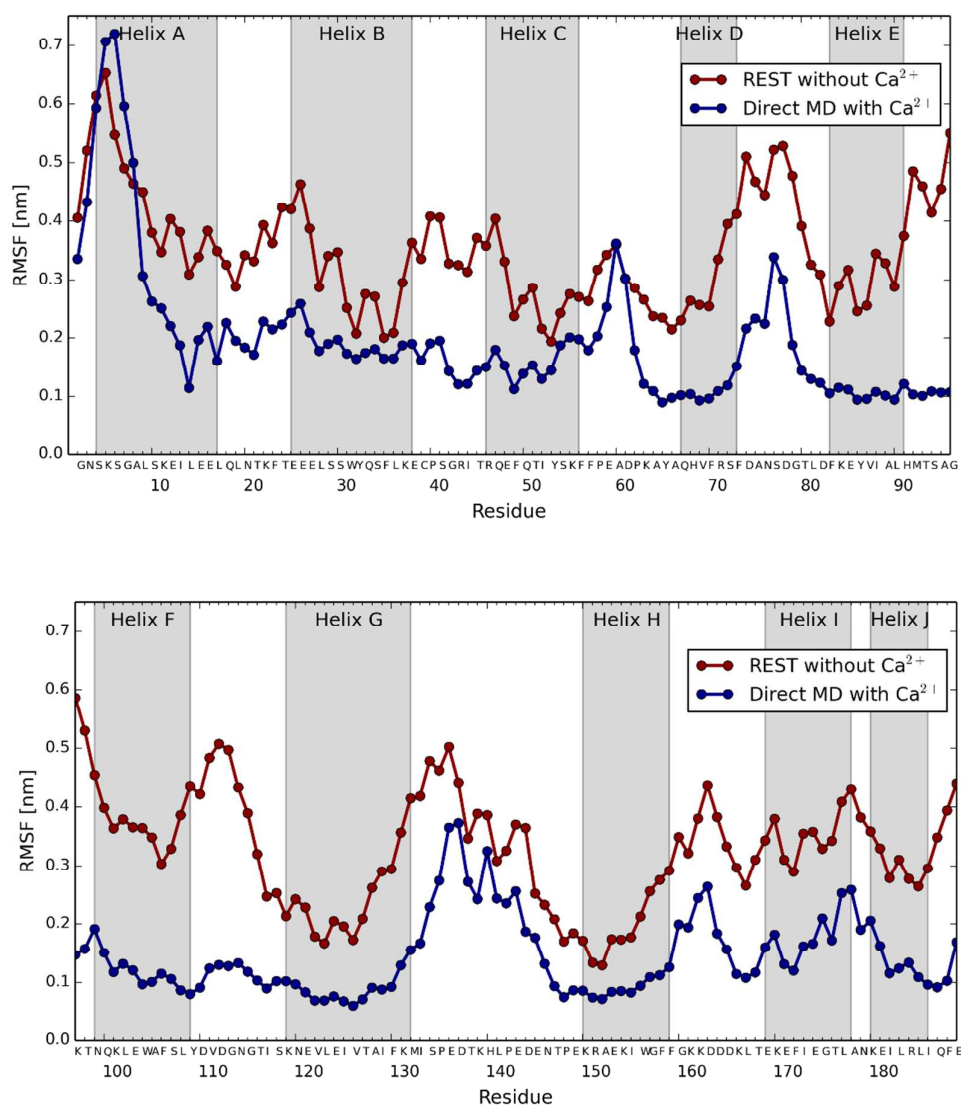 Helix A Helix B Helix C Helix D Helix E
REST without Ca²⁺
Direct MD with Ca²⁺
RMSF [nm]
0.7
0.6
0.5
0.4
0.3
0.2
0.1
0.0
GNSKSGALSKEILEELQLNTKFTEEELSSWYQSFLKECPSGRITRQEFQTIYSKFFPEADPKAYAQHVFRSFDANSDGTLDFKEYVIALHMTSAG
10 20 30 40 50 60 70 80 90
Residue
Helix F Helix G Helix H Helix I Helix J
REST without Ca²⁺
Direct MD with Ca²⁺
RMSF [nm]
0.7
0.6
0.5
0.4
0.3
0.2
0.1
0.0
KTNQKLEWAFSLYDVDGNGTISKNEVLEIVTAIFKMISPEDTKHLPEDENTPEKRAEKIWGFFGKKDDDKLTEKEFIEGTLANKEILRLIQFE
100 110 120 130 140 150 160 170 180
Residue